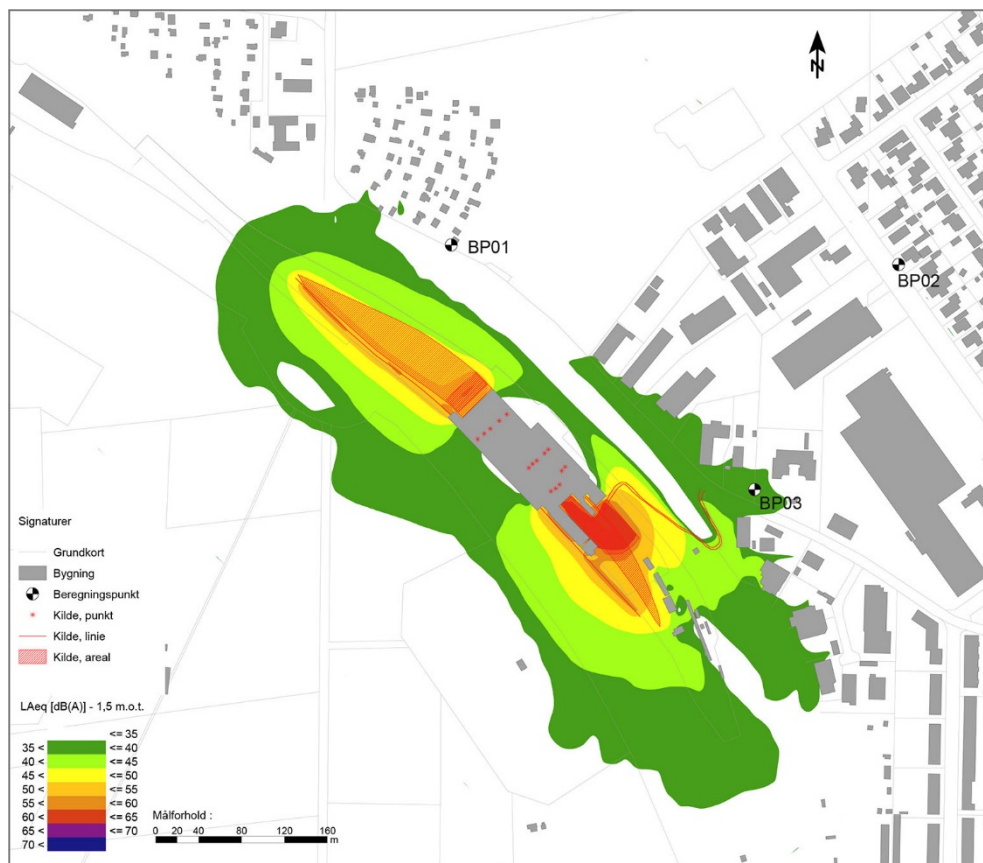 N
BP01
BP02
BP03
Signaturer
Grundkort
Bygning
Beregningspunkt
Kilde, punkt
Kilde, linie
Kilde, areal
LAeq [dB(A)] - 1,5 m.o.t.
<= 35
35 < <= 40
40 < <= 45
45 < <= 50
50 < <= 55
55 < <= 60
60 < <= 65
65 < <= 70
70 <
Målforhold :
0 20 40 80 120 160
m